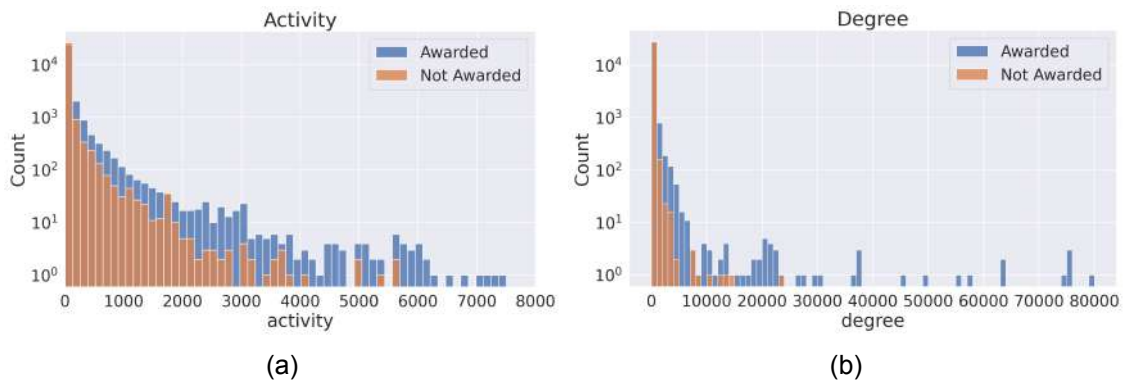 Activity
Awarded
Not Awarded
10⁴
10³
10²
10¹
10⁰
Count
0 1000 2000 3000 4000 5000 6000 7000 8000
activity
(a)
Degree
Awarded
Not Awarded
10⁴
10³
10²
10¹
10⁰
Count
0 10000 20000 30000 40000 50000 60000 70000 80000
degree
(b)